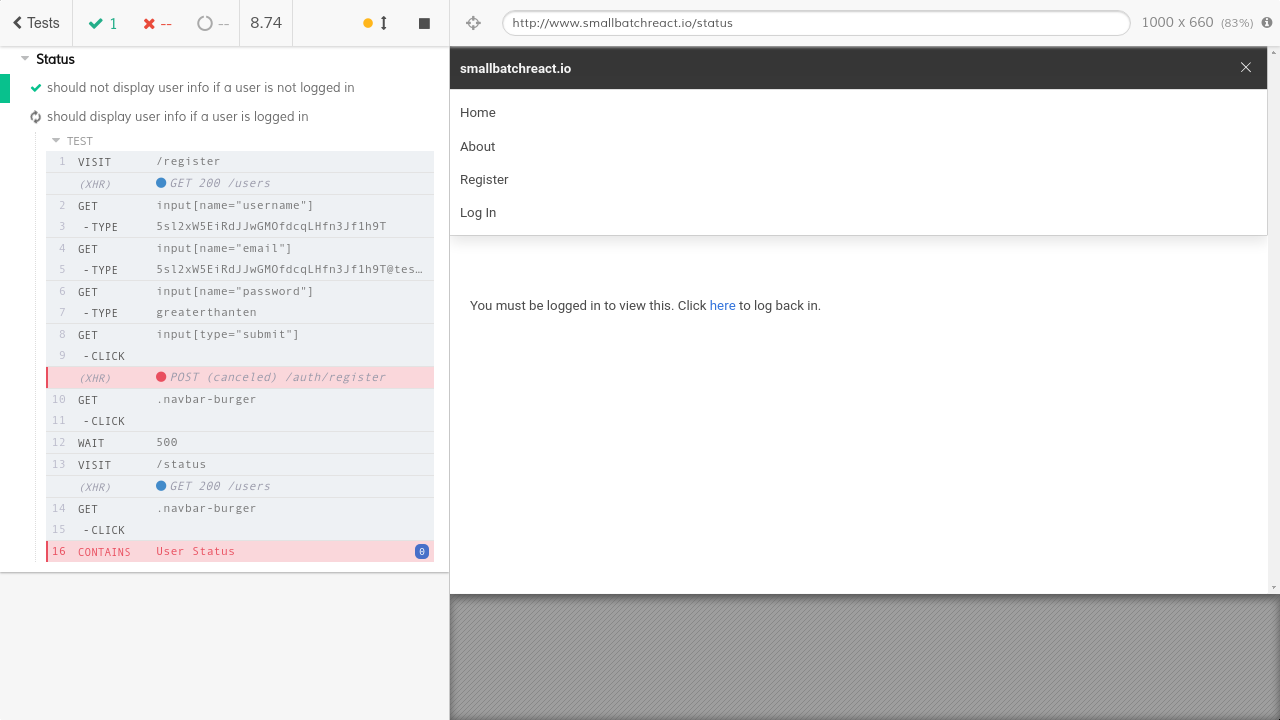 Tests
1
--
--
8.74
http://www.smallbatchreact.io/status
1000 x 660 (83%)
Status
should not display user info if a user is not logged in
should display user info if a user is logged in
TEST
1 VISIT /register
(XHR) GET 200 /users
2 GET input[name="username"]
3 -TYPE 5sl2xW5EiRdJJwGMOfdcqLHfn3Jf1h9T
4 GET input[name="email"]
5 -TYPE 5sl2xW5EiRdJJwGMOfdcqLHfn3Jf1h9T@tes…
6 GET input[name="password"]
7 -TYPE greaterthanten
8 GET input[type="submit"]
9 -CLICK
(XHR) POST (canceled) /auth/register
10 GET .navbar-burger
11 -CLICK
12 WAIT 500
13 VISIT /status
(XHR) GET 200 /users
14 GET .navbar-burger
15 -CLICK
16 CONTAINS User Status 0
smallbatchreact.io
Home
About
Register
Log In
You must be logged in to view this. Click here to log back in.